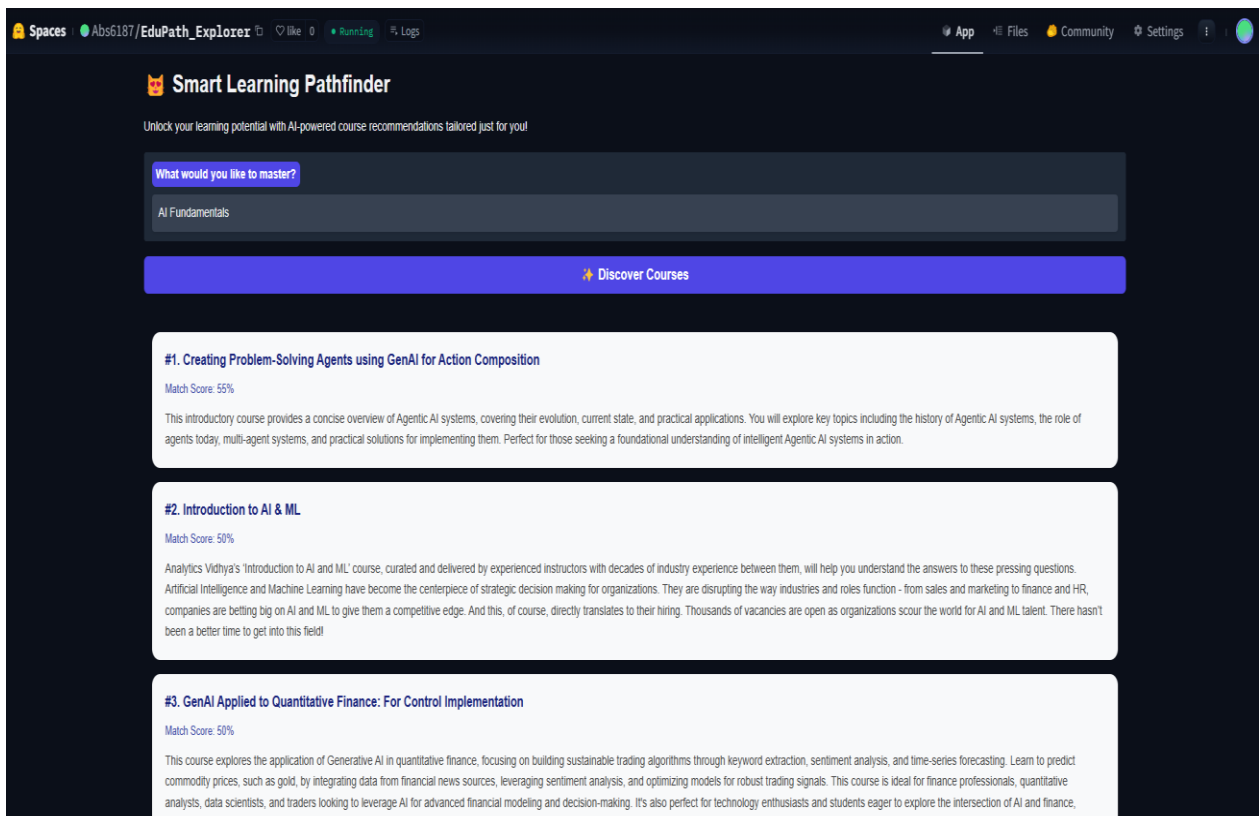 Spaces Abs6187/EduPath_Explorer like 0 Running Logs App Files Community Settings
Smart Learning Pathfinder
Unlock your learning potential with AI-powered course recommendations tailored just for you!
What would you like to master?
AI Fundamentals
✨ Discover Courses
#1. Creating Problem-Solving Agents using GenAI for Action Composition
Match Score: 55%
This introductory course provides a concise overview of Agentic AI systems, covering their evolution, current state, and practical applications. You will explore key topics including the history of Agentic AI systems, the role of
agents today, multi-agent systems, and practical solutions for implementing them. Perfect for those seeking a foundational understanding of intelligent Agentic AI systems in action.
#2. Introduction to AI & ML
Match Score: 50%
Analytics Vidhya's 'Introduction to AI and ML' course, curated and delivered by experienced instructors with decades of industry experience between them, will help you understand the answers to these pressing questions.
Artificial Intelligence and Machine Learning have become the centerpiece of strategic decision making for organizations. They are disrupting the way industries and roles function - from sales and marketing to finance and HR,
companies are betting big on AI and ML to give them a competitive edge. And this, of course, directly translates to their hiring. Thousands of vacancies are open as organizations scour the world for AI and ML talent. There hasn't
been a better time to get into this field!
#3. GenAI Applied to Quantitative Finance: For Control Implementation
Match Score: 50%
This course explores the application of Generative AI in quantitative finance, focusing on building sustainable trading algorithms through keyword extraction, sentiment analysis, and time-series forecasting. Learn to predict
commodity prices, such as gold, by integrating data from financial news sources, leveraging sentiment analysis, and optimizing models for robust trading signals. This course is ideal for finance professionals, quantitative
analysts, data scientists, and traders looking to leverage AI for advanced financial modeling and decision-making. It's also perfect for technology enthusiasts and students eager to explore the intersection of AI and finance,